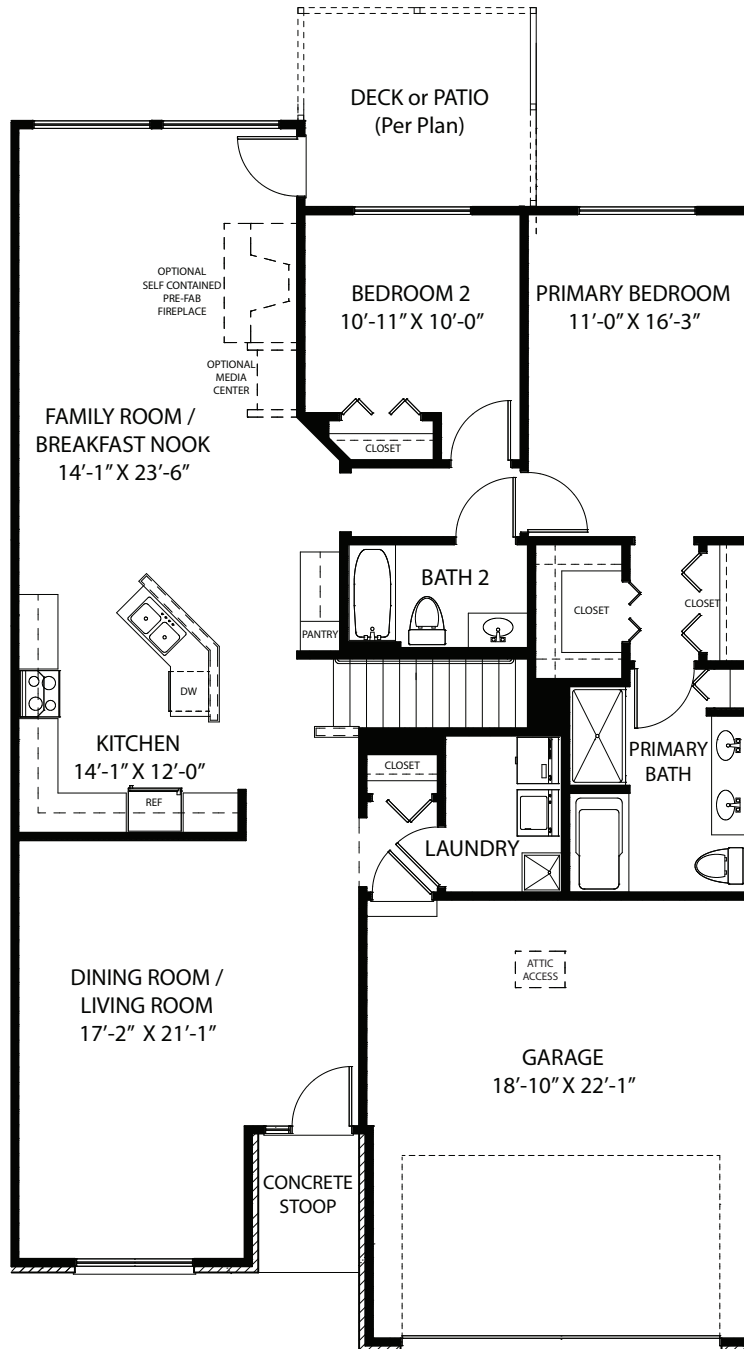 DECK or PATIO
(Per Plan)
OPTIONAL
SELF CONTAINED
PRE-FAB
FIREPLACE
BEDROOM 2
10’-11” X 10’-0”
PRIMARY BEDROOM
11’-0” X 16’-3”
OPTIONAL
MEDIA
CENTER
FAMILY ROOM /
BREAKFAST NOOK
14’-1” X 23’-6”
CLOSET
BATH 2
CLOSET
CLOSET
PANTRY
DW
KITCHEN
14’-1” X 12’-0”
REF
CLOSET
PRIMARY
BATH
LAUNDRY
DINING ROOM /
LIVING ROOM
17’-2” X 21’-1”
ATTIC
ACCESS
GARAGE
18’-10” X 22’-1”
CONCRETE
STOOP